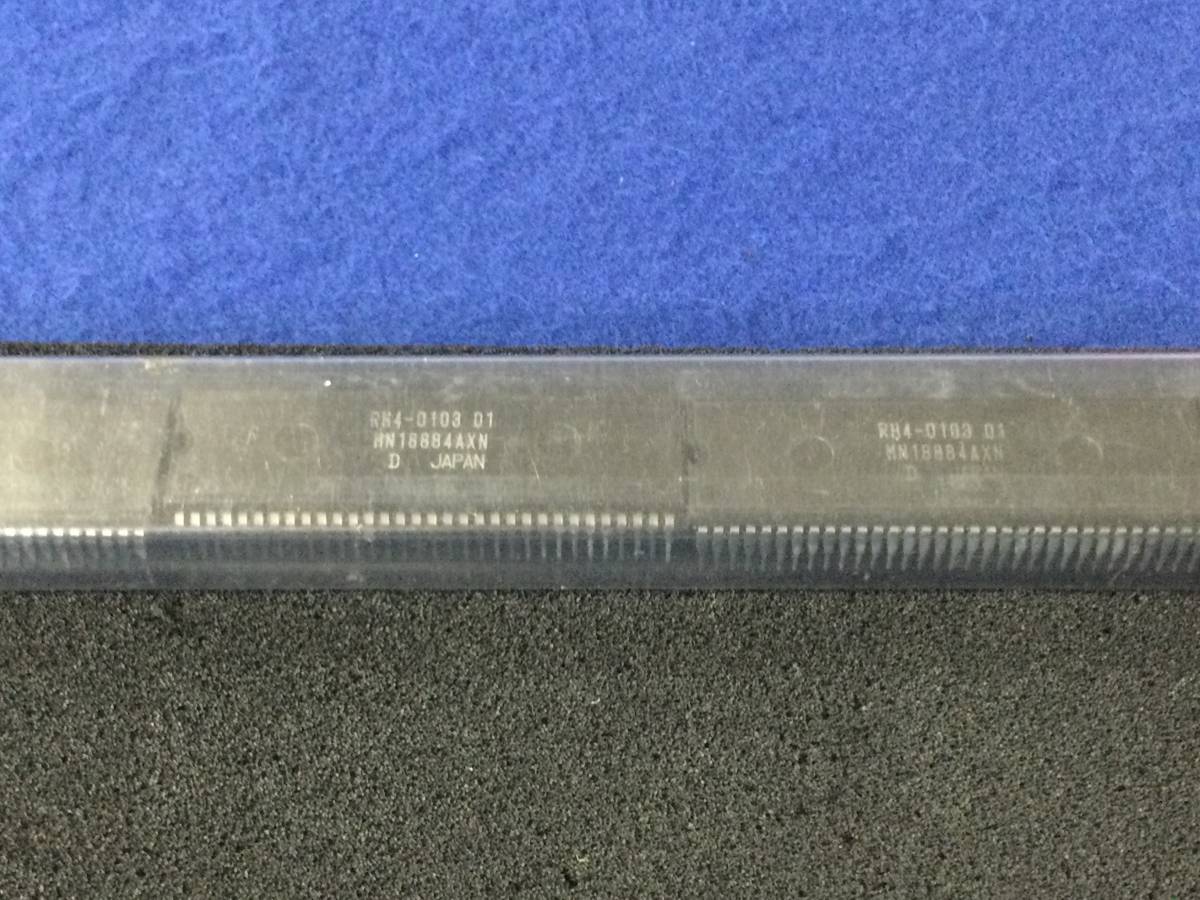 RH4-0103 01
MN18884AXN
D JAPAN
RH4-0103 01
MN18884AXN
D